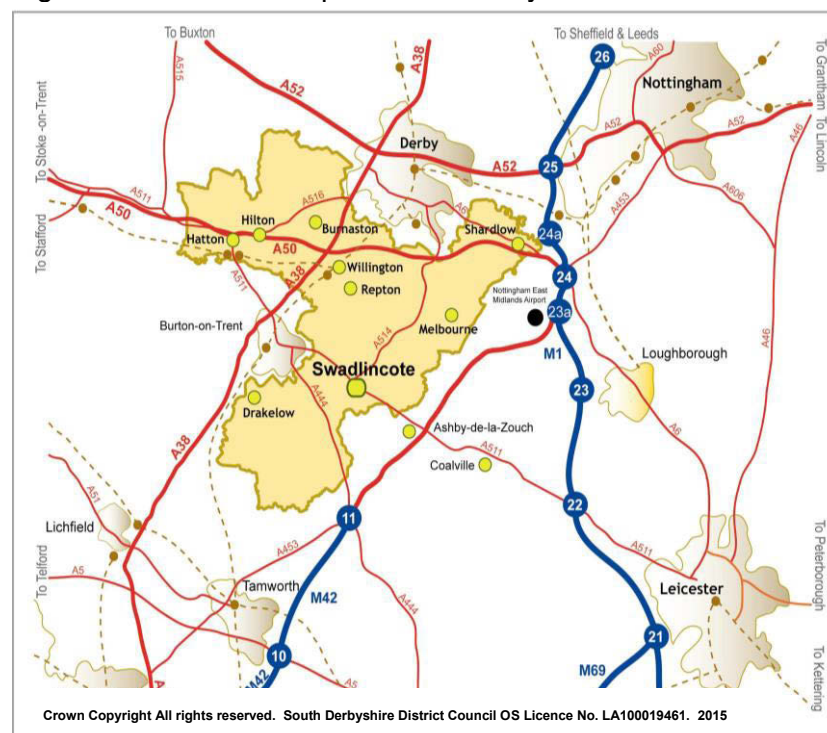 To Buxton
To Sheffield & Leeds
To Grantham
To Lincoln
To Stoke -on-Trent
To Stafford
A515
A52
A38
26
A60
Nottingham
Derby
A52
25
A52
A52
A46
A511
A50
A516
A6
A453
A606
Hilton
Burnaston
Hatton
A50
Shardlow
24a
A38
Willington
24
A511
Repton
Nottingham East
Midlands Airport
23a
Burton-on-Trent
Melbourne
A514
M1
Loughborough
A46
Swadlincote
23
A444
Drakelow
Ashby-de-la-Zouch
A6
A38
Coalville
A511
A51
11
22
Lichfield
A453
A511
To Peterborough
To Telford
A5
Tamworth
M42
A444
Leicester
10
21
M42
A5
M69
To Kettering
Crown Copyright All rights reserved. South Derbyshire District Council OS Licence No. LA100019461. 2015